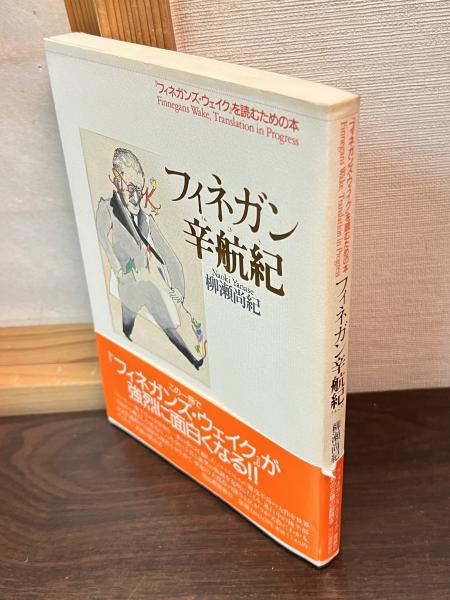 『フィネガンズ・ウェイク』を読むための本
Finnegans Wake, Translation in Progress
フィネガン
辛航紀
Naoki Yanase
柳瀬尚紀
この一冊で
『フィネガンズ・ウェイク』が
強烈に面白くなる!!
『フィネガンズ・ウェイク』を読むための本
Finnegans Wake, Translation in Progress
フィネガン辛航紀
柳瀬尚紀